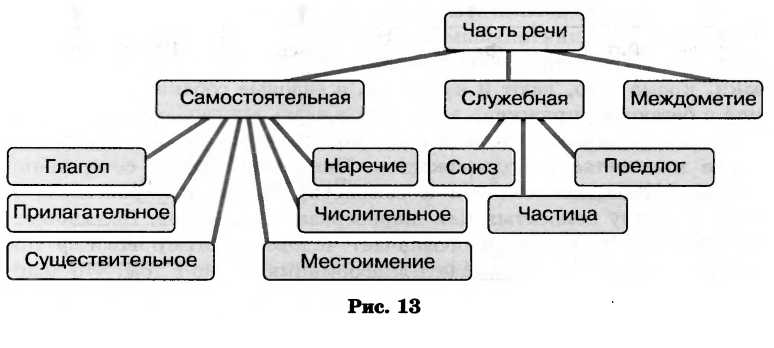 Часть речи
Самостоятельная
Служебная
Междометие
Глагол
Наречие
Союз
Предлог
Прилагательное
Числительное
Частица
Существительное
Местоимение
Рис. 13